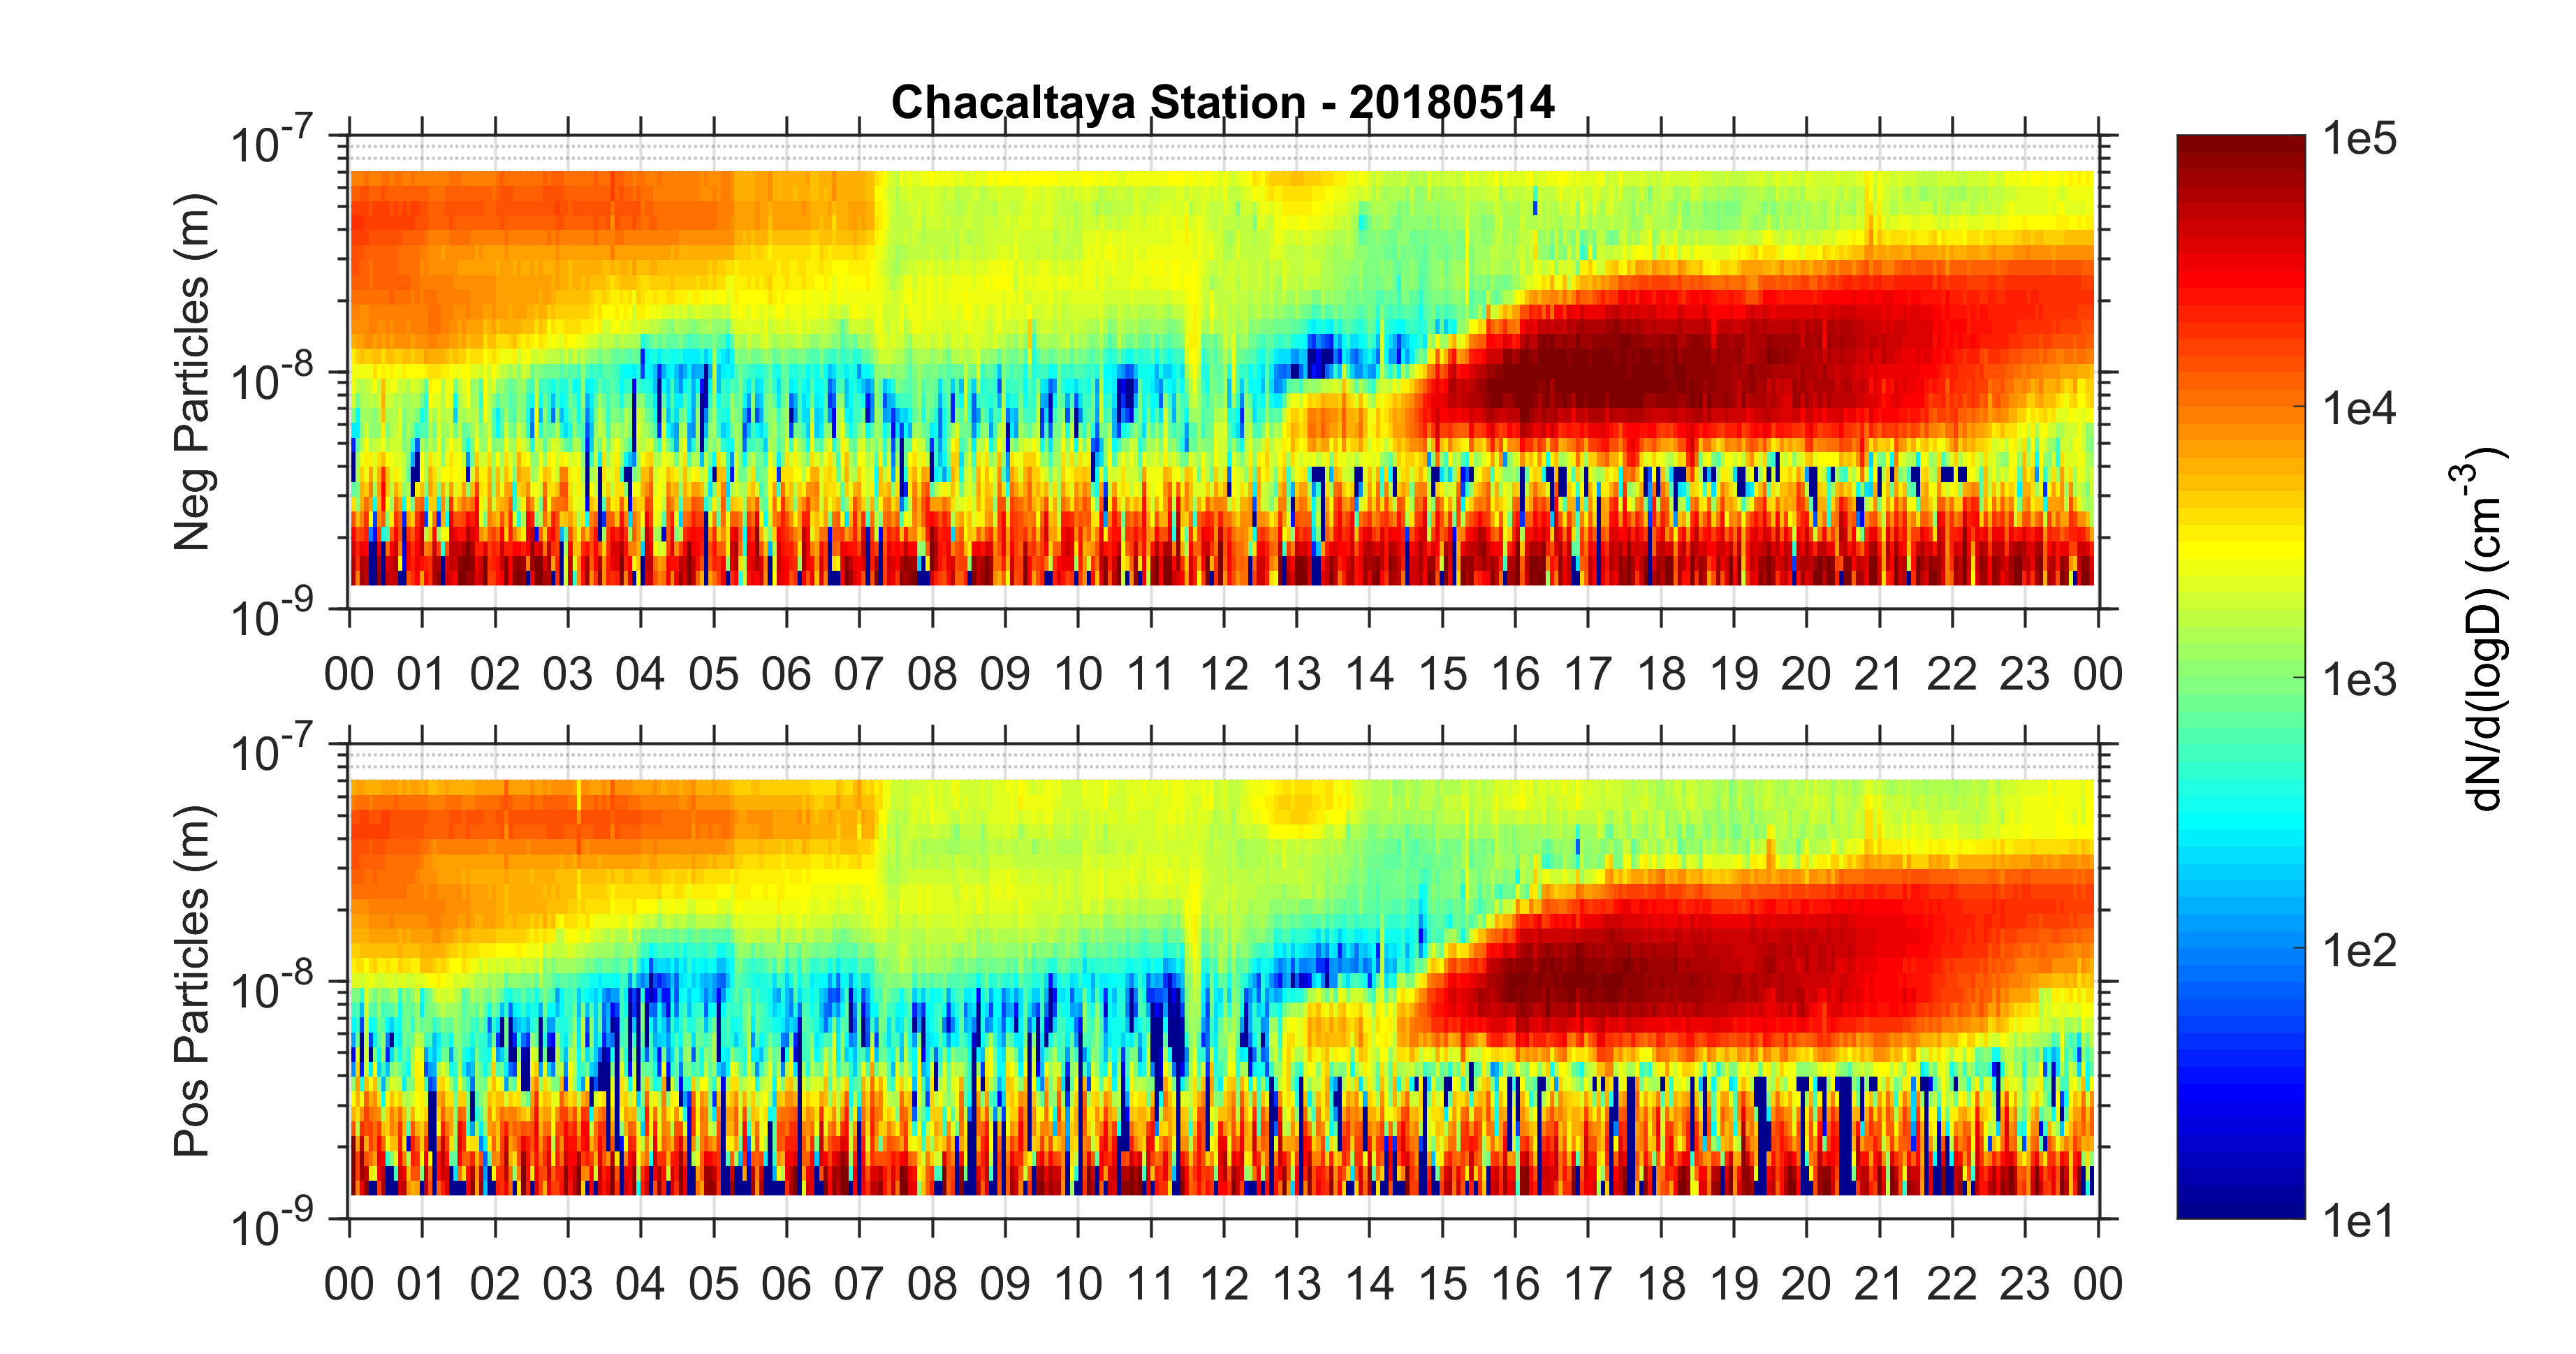 Chacaltaya Station - 20180514
10-7
10-8
10-9
Neg Particles (m)
00 01 02 03 04 05 06 07 08 09 10 11 12 13 14 15 16 17 18 19 20 21 22 23 00
10-7
10-8
10-9
Pos Particles (m)
00 01 02 03 04 05 06 07 08 09 10 11 12 13 14 15 16 17 18 19 20 21 22 23 00
1e5
1e4
1e3
1e2
1e1
dN/d(logD) (cm-3)